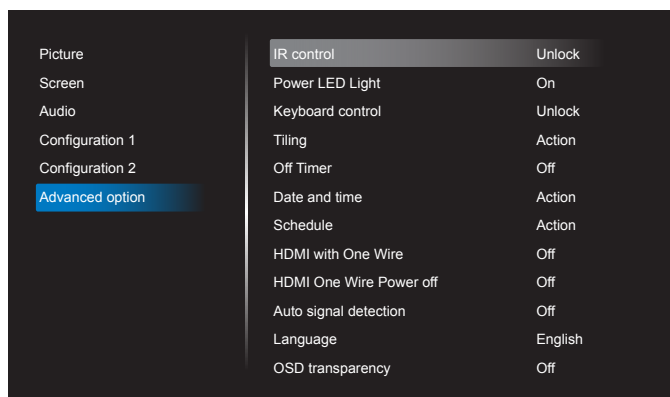 Picture
Screen
Audio
Configuration 1
Configuration 2
Advanced option
IR control Unlock
Power LED Light On
Keyboard control Unlock
Tiling Action
Off Timer Off
Date and time Action
Schedule Action
HDMI with One Wire Off
HDMI One Wire Power off Off
Auto signal detection Off
Language English
OSD transparency Off